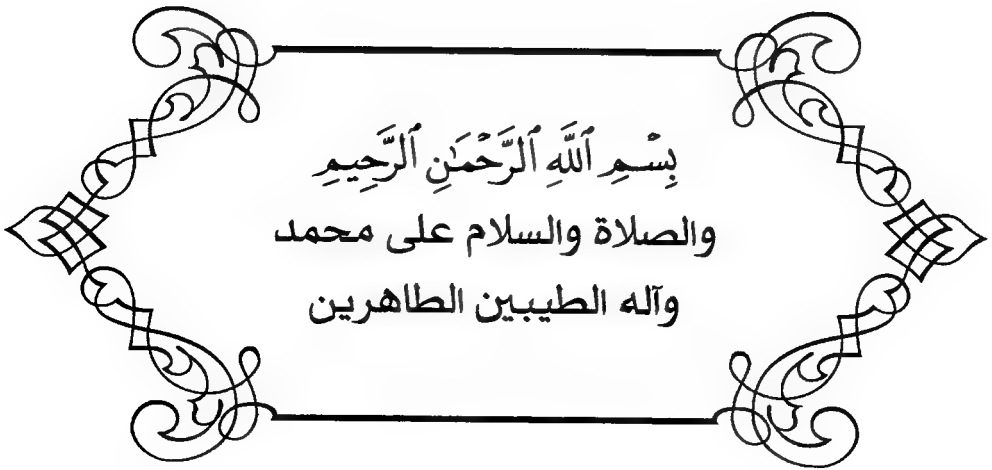 بِسْمِ ٱللَّهِ ٱلرَّحْمَٰنِ ٱلرَّحِيمِ
والصلاة والسلام على محمد
وآله الطيبين الطاهرين